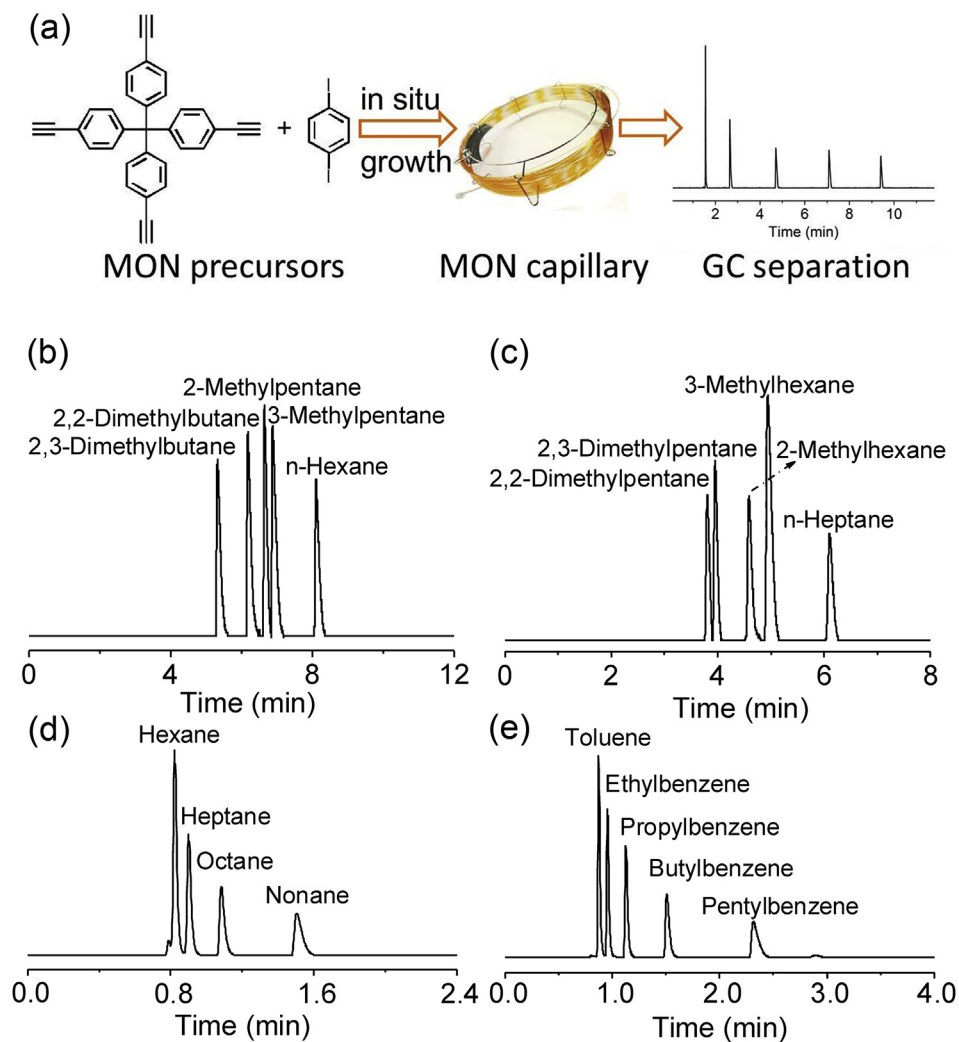 (a)
I
+
I
in situ
growth
2 4 6 8 10
Time (min)
MON precursors
MON capillary
GC separation
(b)
2-Methylpentane
2,2-Dimethylbutane
3-Methylpentane
2,3-Dimethylbutane
n-Hexane
0 4 8 12
Time (min)
(c)
3-Methylhexane
2,3-Dimethylpentane
2-Methylhexane
2,2-Dimethylpentane
n-Heptane
0 2 4 6 8
Time (min)
(d)
Hexane
Heptane
Octane
Nonane
0.0 0.8 1.6 2.4
Time (min)
(e)
Toluene
Ethylbenzene
Propylbenzene
Butylbenzene
Pentylbenzene
0.0 1.0 2.0 3.0 4.0
Time (min)